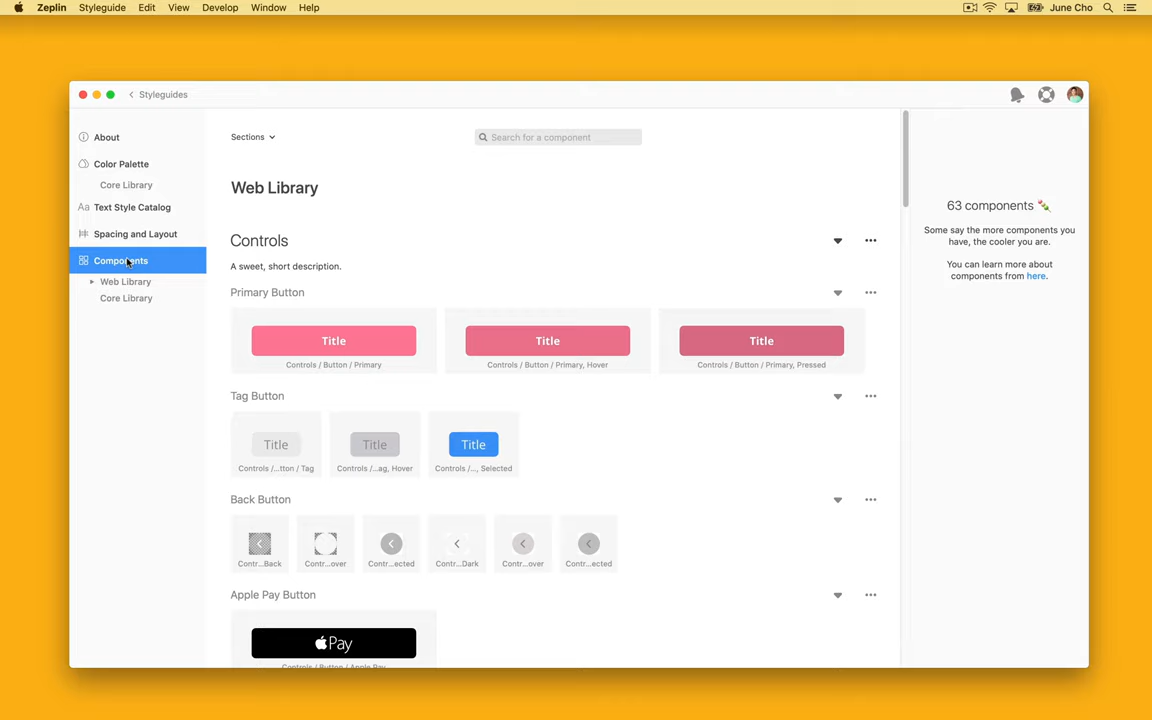 Zeplin Styleguide Edit View Develop Window Help June Cho
Styleguides
About
Color Palette
Core Library
Aa Text Style Catalog
Spacing and Layout
Components
Web Library
Core Library
Sections
Search for a component
Web Library
Controls
A sweet, short description.
Primary Button
Title Title Title
Controls / Button / Primary Controls / Button / Primary, Hover Controls / Button / Primary, Pressed
Tag Button
Title Title Title
Controls /...tton / Tag Controls /...ag, Hover Controls /..., Selected
Back Button
Contr...Back Contr...over Contr...ected Contr...Dark Contr...over Contr...ected
Apple Pay Button
Pay
Controls / Button / Apple Pay
63 components
Some say the more components you
have, the cooler you are.
You can learn more about
components from here.